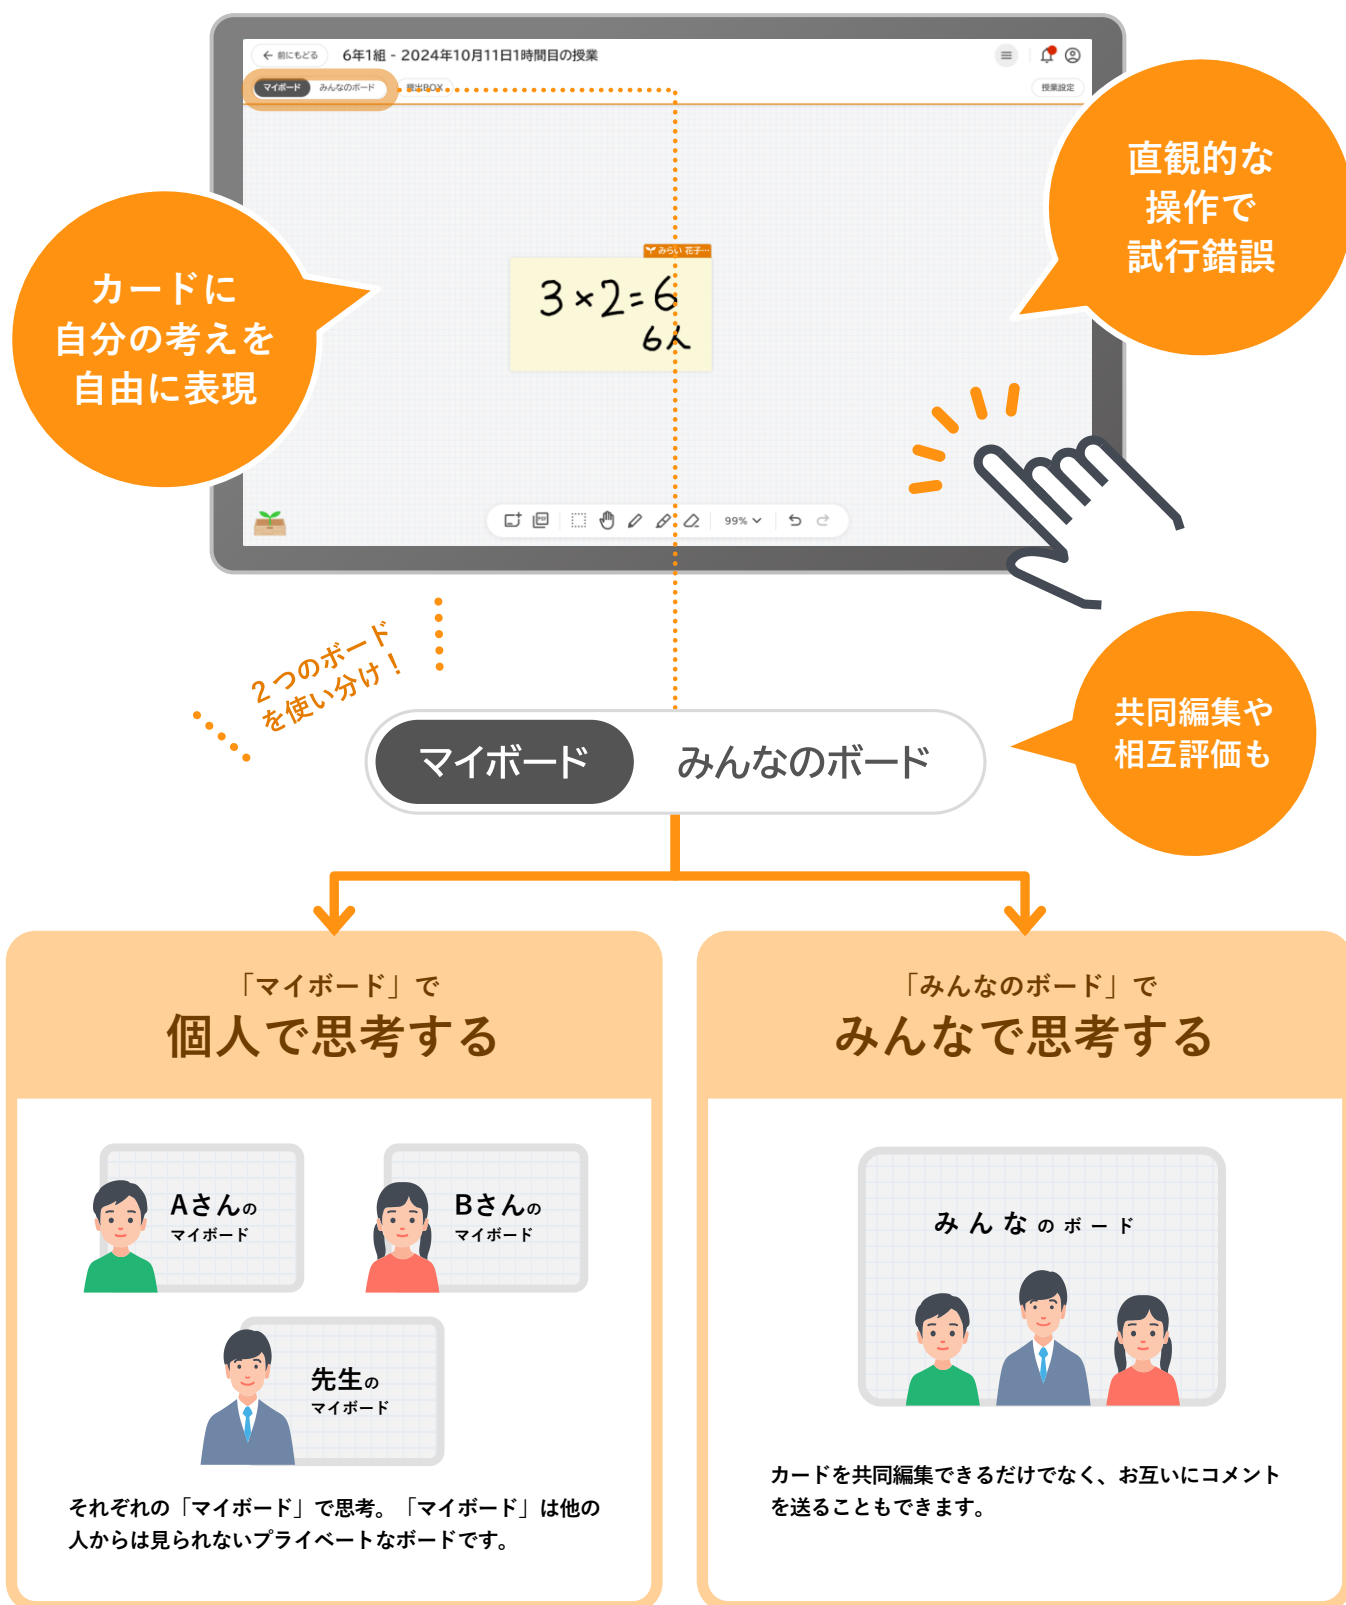 前にもどる
6年1組 - 2024年10月11日1時間目の授業
マイボード
みんなのボード
提出BOX
授業設定
直観的な
操作で
試行錯誤
カードに
自分の考えを
自由に表現
みらい 花子…
3×2=6
6人
PDF
99%
2つのボード
を使い分け！
マイボード
みんなのボード
共同編集や
相互評価も
「マイボード」で
個人で思考する
「みんなのボード」で
みんなで思考する
Aさんの
マイボード
Bさんの
マイボード
先生の
マイボード
みんなのボード
それぞれの「マイボード」で思考。「マイボード」は他の
人からは見られないプライベートなボードです。
カードを共同編集できるだけでなく、お互いにコメント
を送ることもできます。